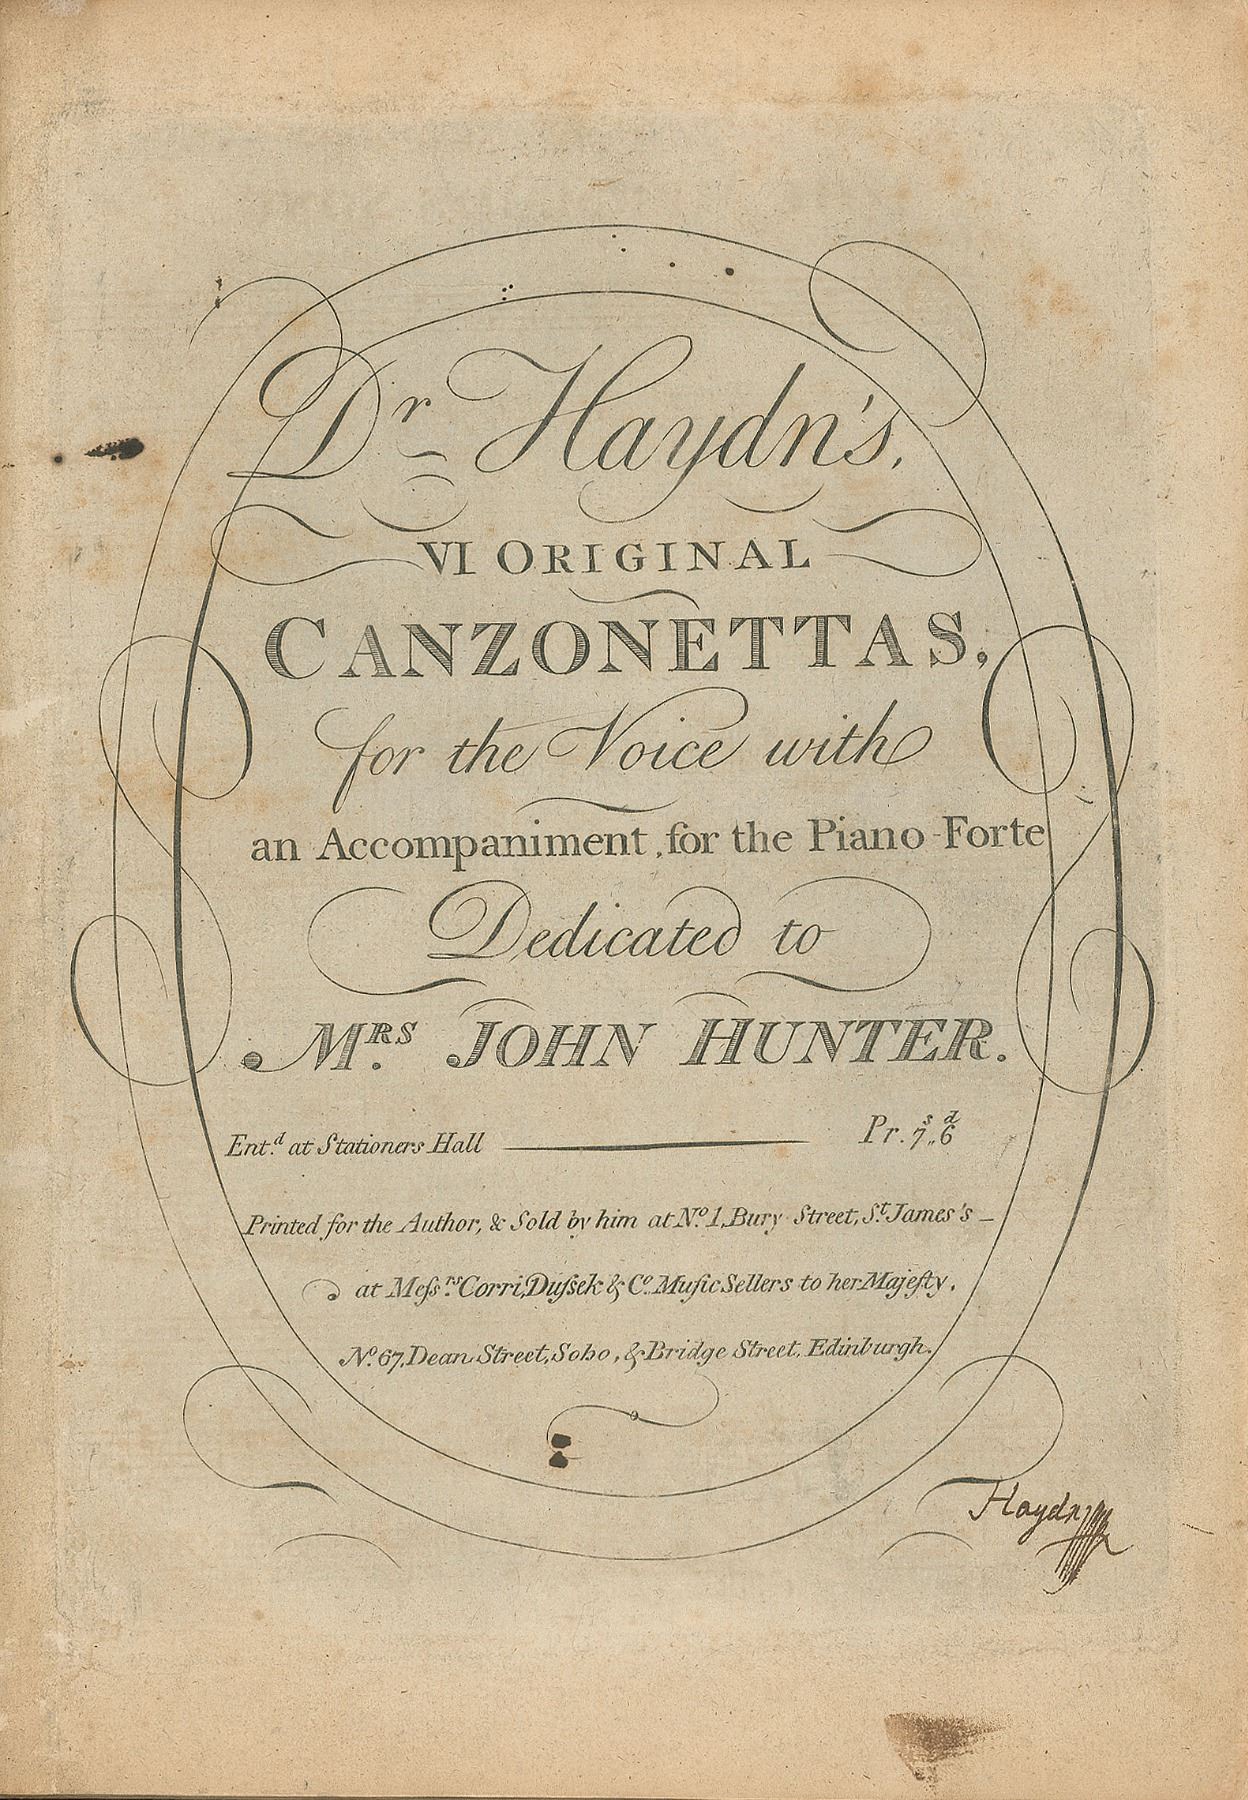 Dr Haydn's,
VI ORIGINAL
CANZONETTAS,
for the Voice with
an Accompaniment, for the Piano-Forte
Dedicated to
MRS. JOHN HUNTER.
Ent.d at Stationers Hall ——— Pr. 7s„6d
Printed for the Author, & Sold by him at No. 1, Bury Street, St. James's –
at Meſsrs. Corri, Duſsek & Co. Muſic Sellers to her Majeſty.
No. 67, Dean Street, Soho, & Bridge Street, Edinburgh.
Haydn